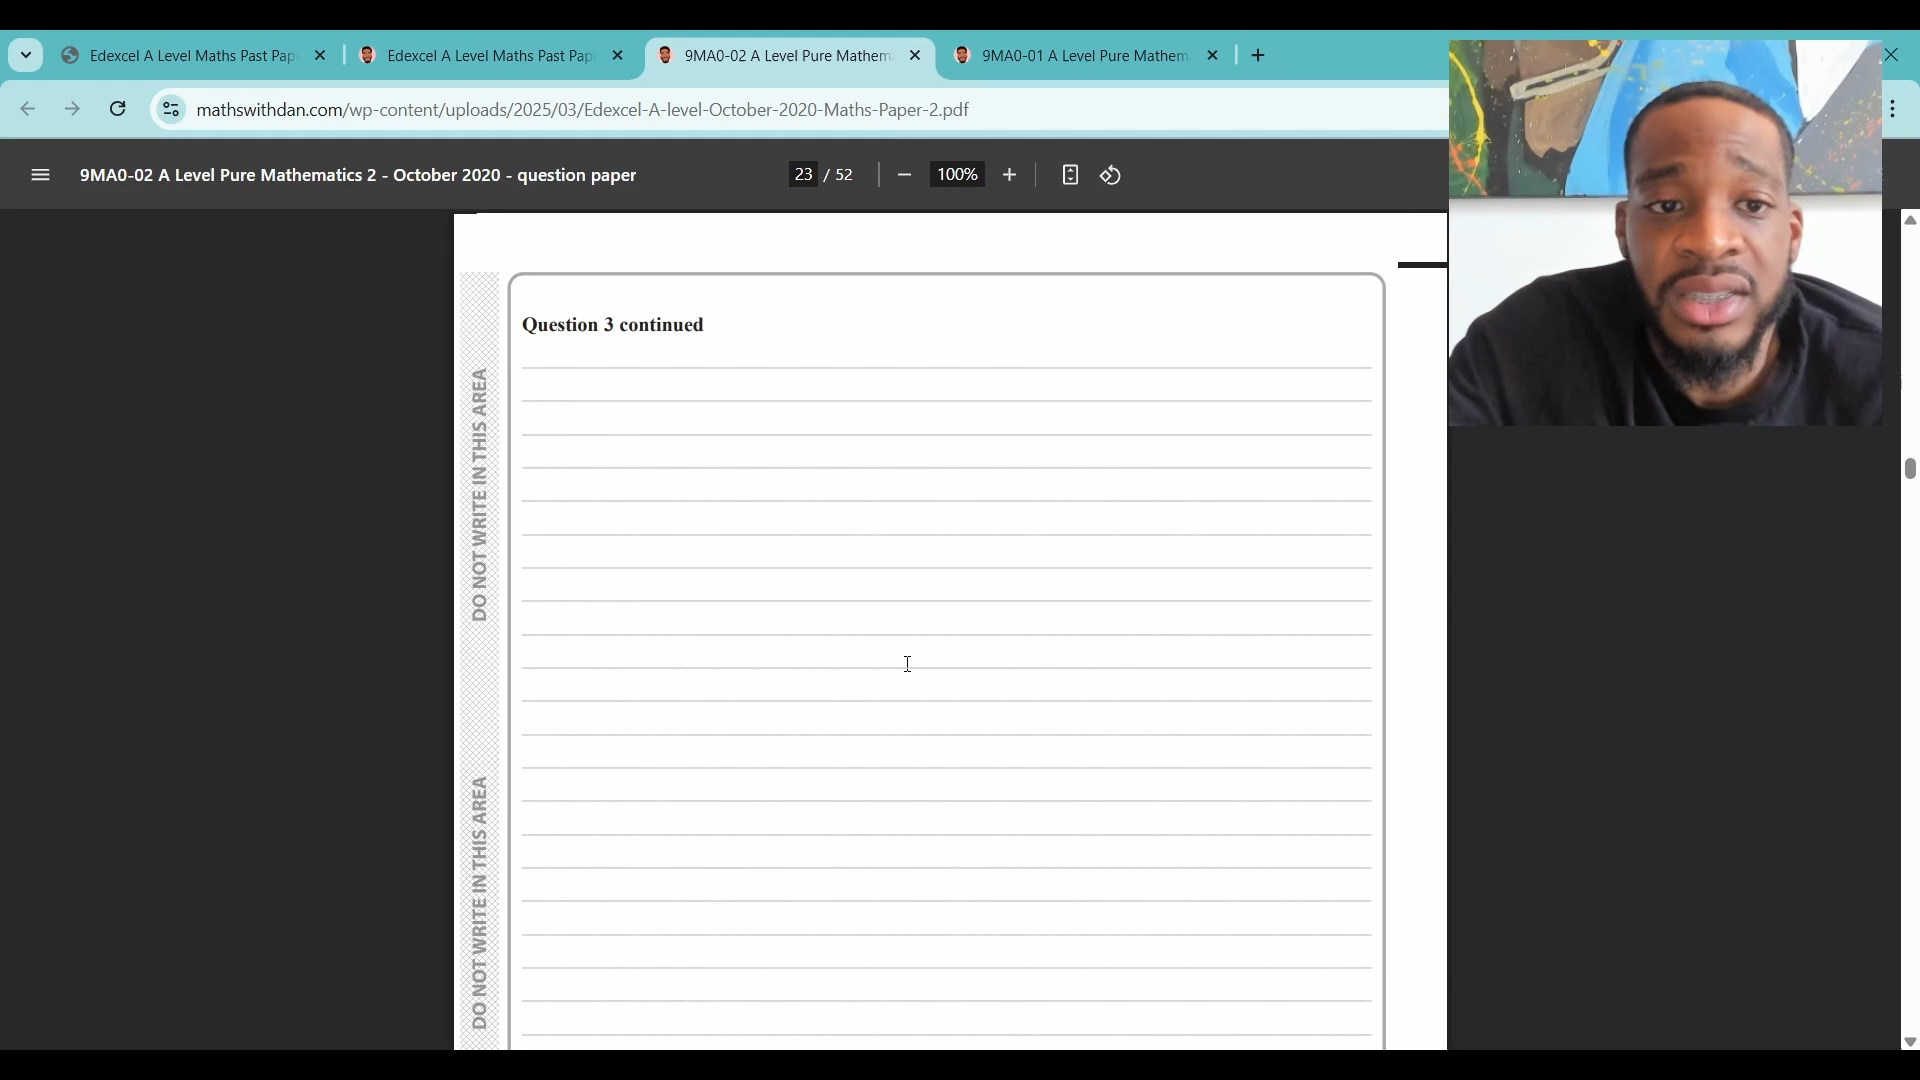 Edexcel A Level Maths Past Pap
Edexcel A Level Maths Past Pap
9MA0-02 A Level Pure Mathem
9MA0-01 A Level Pure Mathem
mathswithdan.com/wp-content/uploads/2025/03/Edexcel-A-level-October-2020-Maths-Paper-2.pdf
9MA0-02 A Level Pure Mathematics 2 - October 2020 - question paper
23 / 52
100%
Question 3 continued
DO NOT WRITE IN THIS AREA
DO NOT WRITE IN THIS AREA